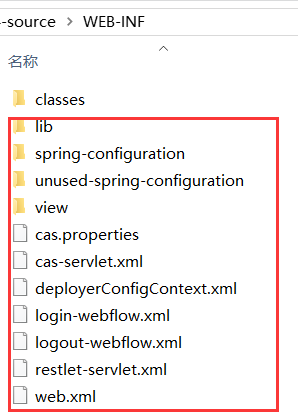 -source > WEB-INF
名称
classes
lib
spring-configuration
unused-spring-configuration
view
cas.properties
cas-servlet.xml
deployerConfigContext.xml
login-webflow.xml
logout-webflow.xml
restlet-servlet.xml
web.xml